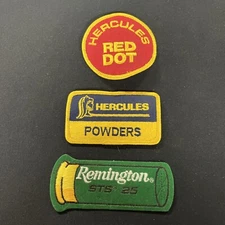 HERCULES
RED
DOT
HERCULES
POWDERS
Remington®
STS 25